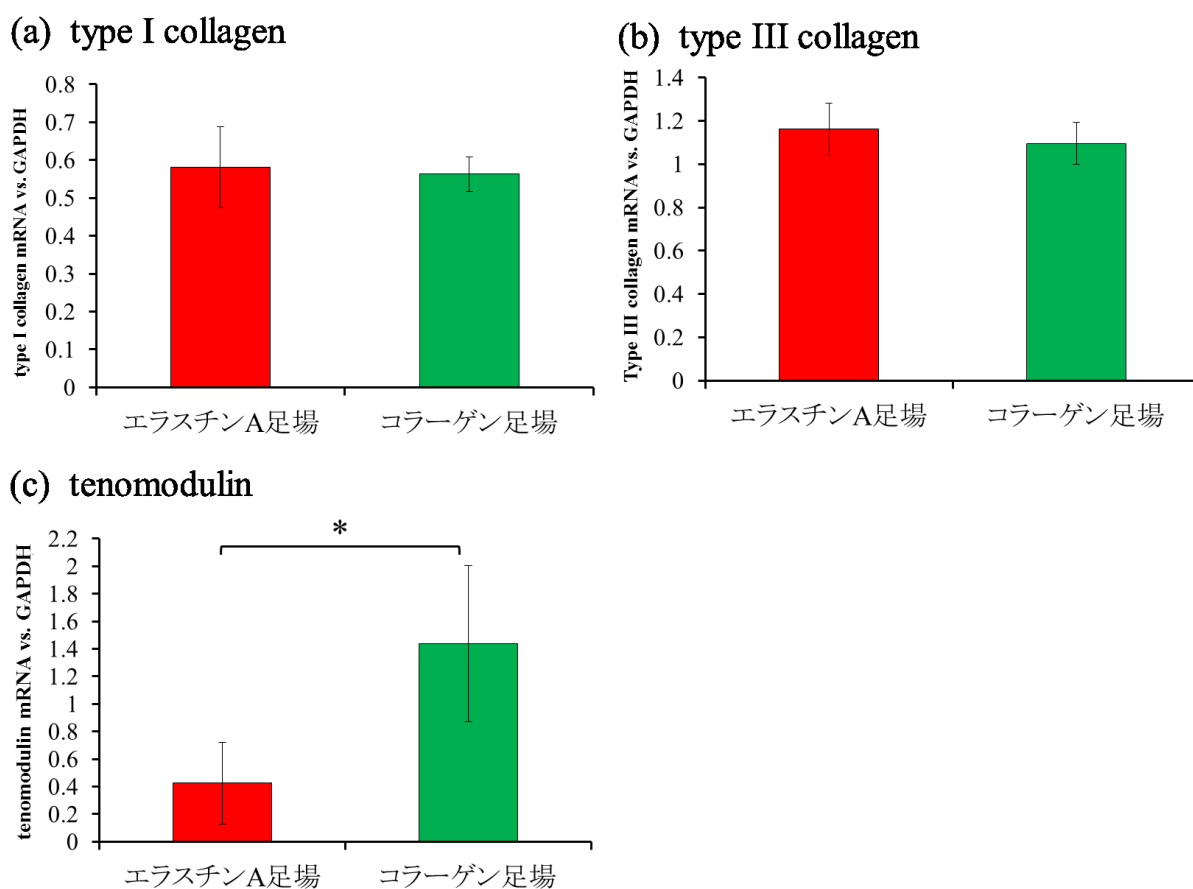 (a) type I collagen
type I collagen mRNA vs. GAPDH
0.8
0.7
0.6
0.5
0.4
0.3
0.2
0.1
0
エラスチンA足場
コラーゲン足場
(b) type III collagen
Type III collagen mRNA vs. GAPDH
1.4
1.2
1
0.8
0.6
0.4
0.2
0
エラスチンA足場
コラーゲン足場
(c) tenomodulin
tenomodulin mRNA vs. GAPDH
2.2
2
1.8
1.6
1.4
1.2
1
0.8
0.6
0.4
0.2
0
*
エラスチンA足場
コラーゲン足場